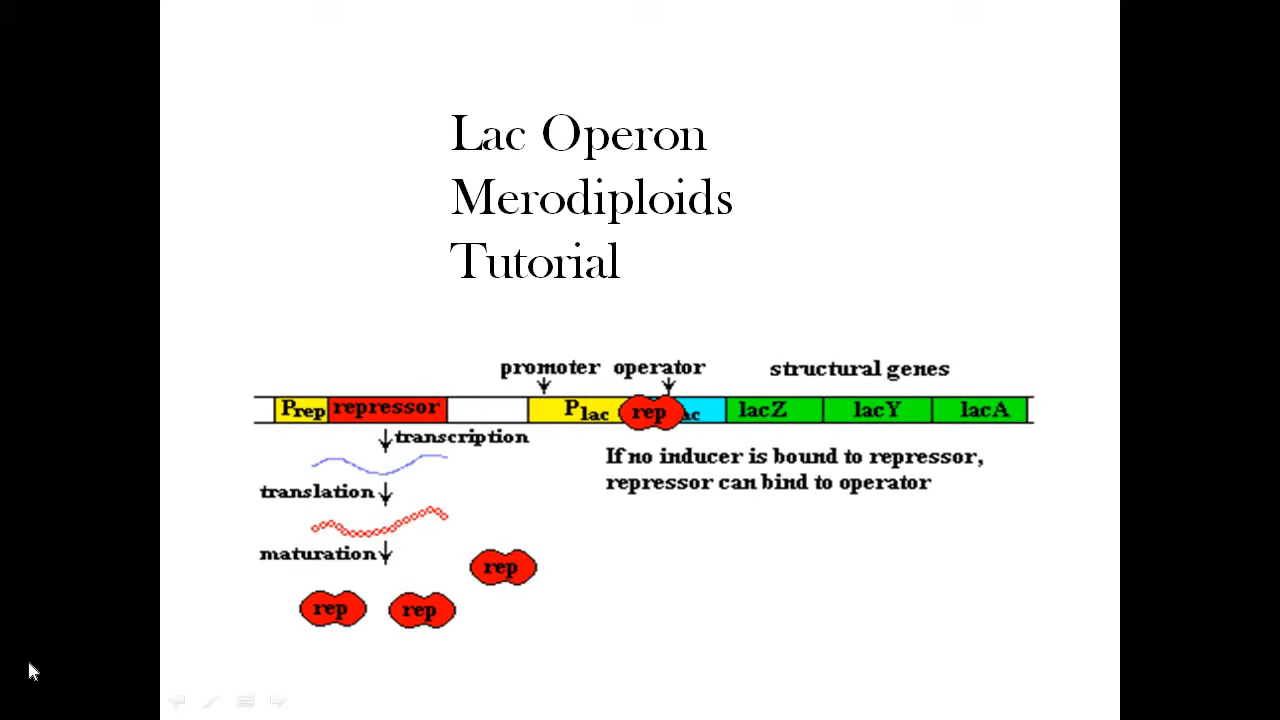 Lac Operon
Merodiploids
Tutorial
promoter operator structural genes
Prep repressor Plac rep ac lacZ lacY lacA
transcription
If no inducer is bound to repressor,
repressor can bind to operator
translation
maturation
rep
rep rep